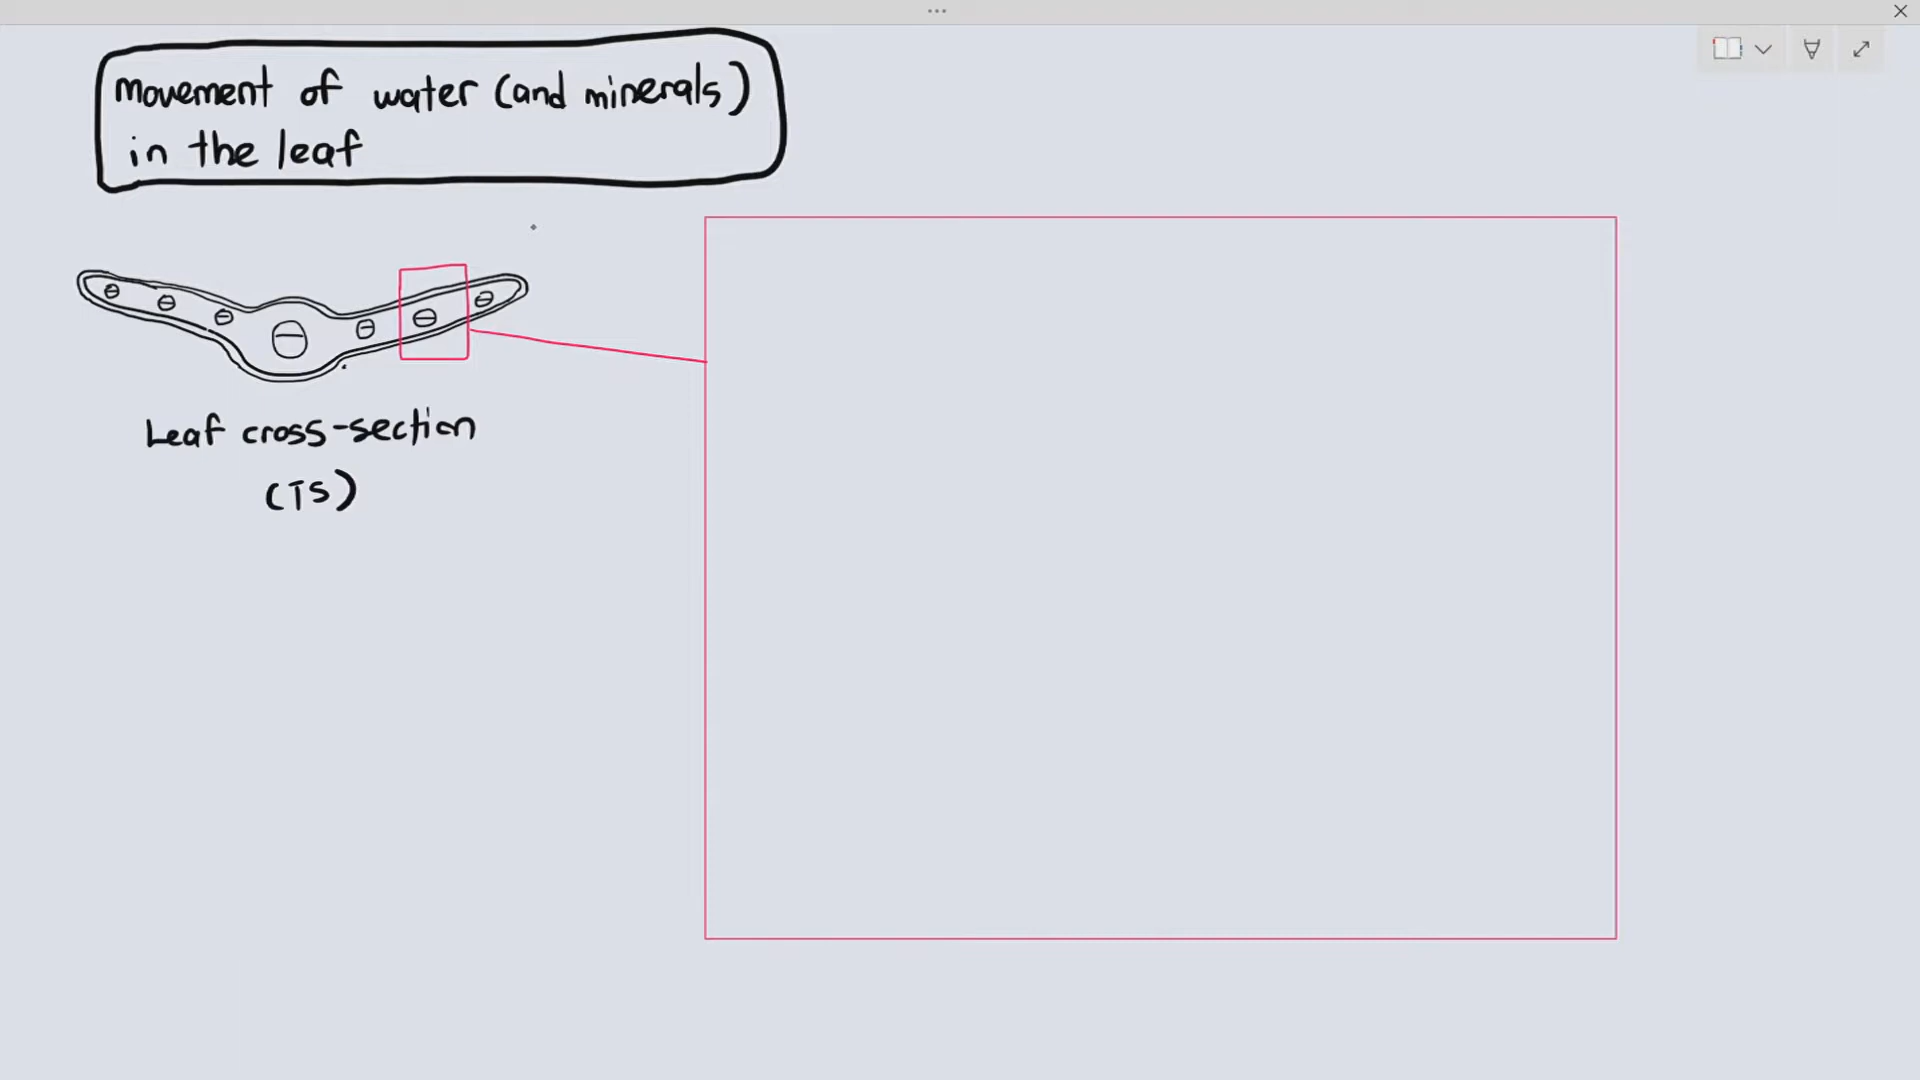 Movement of water (and minerals)
in the leaf
Leaf cross-section
(TS)